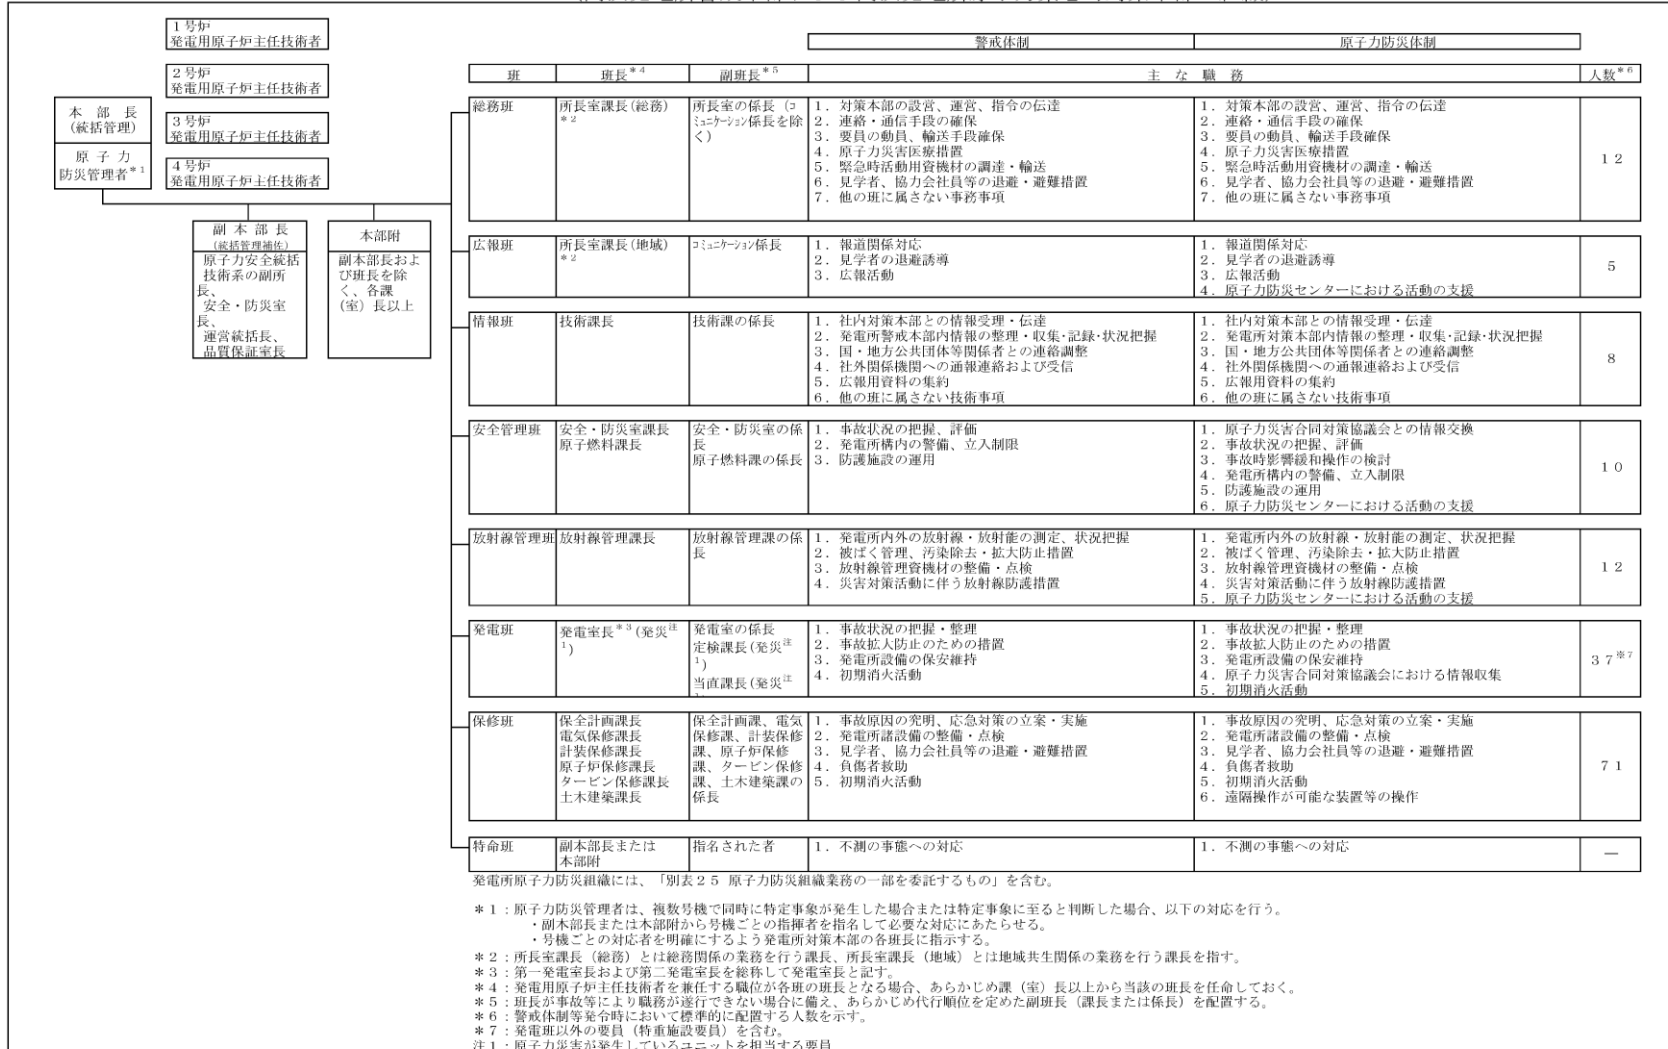 1号炉
発電用原子炉主任技術者
2号炉
発電用原子炉主任技術者
3号炉
発電用原子炉主任技術者
4号炉
発電用原子炉主任技術者
本 部 長
(統括管理)
原 子 力
防災管理者*1
副 本 部 長
(統括管理補佐)
原子力安全統括
技術系の副所
長、
安全・防災室
長、
運営統括長、
品質保証室長
本部附
副本部長およ
び班長を除
く、各課
(室)長以上
警戒体制
原子力防災体制
班
班長*4
副班長*5
主 な 職 務
人数*6
総務班
所長室課長(総務)
*2
所長室の係長(コ
ミュニケーション係長を除
く)
1.対策本部の設営、運営、指令の伝達
2.連絡・通信手段の確保
3.要員の動員、輸送手段確保
4.原子力災害医療措置
5.緊急時活動用資機材の調達・輸送
6.見学者、協力会社員等の退避・避難措置
7.他の班に属さない事務事項
1.対策本部の設営、運営、指令の伝達
2.連絡・通信手段の確保
3.要員の動員、輸送手段確保
4.原子力災害医療措置
5.緊急時活動用資機材の調達・輸送
6.見学者、協力会社員等の退避・避難措置
7.他の班に属さない事務事項
12
広報班
所長室課長(地域)
*2
コミュニケーション係長
1.報道関係対応
2.見学者の退避誘導
3.広報活動
1.報道関係対応
2.見学者の退避誘導
3.広報活動
4.原子力防災センターにおける活動の支援
5
情報班
技術課長
技術課の係長
1.社内対策本部との情報受理・伝達
2.発電所警戒本部内情報の整理・収集・記録・状況把握
3.国・地方公共団体等関係者との連絡調整
4.社外関係機関への通報連絡および受信
5.広報用資料の集約
6.他の班に属さない技術事項
1.社内対策本部との情報受理・伝達
2.発電所対策本部内情報の整理・収集・記録・状況把握
3.国・地方公共団体等関係者との連絡調整
4.社外関係機関への通報連絡および受信
5.広報用資料の集約
6.他の班に属さない技術事項
8
安全管理班
安全・防災室課長
原子燃料課長
安全・防災室の係
長
原子燃料課の係長
1.事故状況の把握、評価
2.発電所構内の警備、立入制限
3.防護施設の運用
1.原子力災害合同対策協議会との情報交換
2.事故状況の把握、評価
3.事故時影響緩和操作の検討
4.発電所構内の警備、立入制限
5.防護施設の運用
6.原子力防災センターにおける活動の支援
10
放射線管理班
放射線管理課長
放射線管理課の係
長
1.発電所内外の放射線・放射能の測定、状況把握
2.被ばく管理、汚染除去・拡大防止措置
3.放射線管理資機材の整備・点検
4.災害対策活動に伴う放射線防護措置
1.発電所内外の放射線・放射能の測定、状況把握
2.被ばく管理、汚染除去・拡大防止措置
3.放射線管理資機材の整備・点検
4.災害対策活動に伴う放射線防護措置
5.原子力防災センターにおける活動の支援
12
発電班
発電室長*3(発災注
1)
発電室の係長
定検課長(発災注
1)
当直課長(発災注
1.事故状況の把握・整理
2.事故拡大防止のための措置
3.発電所設備の保安維持
4.初期消火活動
1.事故状況の把握・整理
2.事故拡大防止のための措置
3.発電所設備の保安維持
4.原子力災害合同対策協議会における情報収集
5.初期消火活動
37※7
保修班
保全計画課長
電気保修課長
計装保修課長
原子炉保修課長
タービン保修課長
土木建築課長
保全計画課、電気
保修課、計装保修
課、原子炉保修
課、タービン保修
課、土木建築課の
係長
1.事故原因の究明、応急対策の立案・実施
2.発電所諸設備の整備・点検
3.見学者、協力会社員等の退避・避難措置
4.負傷者救助
5.初期消火活動
1.事故原因の究明、応急対策の立案・実施
2.発電所諸設備の整備・点検
3.見学者、協力会社員等の退避・避難措置
4.負傷者救助
5.初期消火活動
6.遠隔操作が可能な装置等の操作
71
特命班
副本部長または
本部附
指名された者
1.不測の事態への対応
1.不測の事態への対応
―
発電所原子力防災組織には、「別表25 原子力防災組織業務の一部を委託するもの」を含む。
*1:原子力防災管理者は、複数号機で同時に特定事象が発生した場合または特定事象に至ると判断した場合、以下の対応を行う。
・副本部長または本部附から号機ごとの指揮者を指名して必要な対応にあたらせる。
・号機ごとの対応者を明確にするよう発電所対策本部の各班長に指示する。
*2:所長室課長(総務)とは総務関係の業務を行う課長、所長室課長(地域)とは地域共生関係の業務を行う課長を指す。
*3:第一発電室長および第二発電室長を総称して発電室長と記す。
*4:発電用原子炉主任技術者を兼任する職位が各班の班長となる場合、あらかじめ課(室)長以上から当該の班長を任命しておく。
*5:班長が事故等により職務が遂行できない場合に備え、あらかじめ代行順位を定めた副班長(課長または係長)を配置する。
*6:警戒体制等発令時において標準的に配置する人数を示す。
*7:発電班以外の要員(特重施設要員)を含む。
注1:原子力災害が発生しているユニットを担当する要員